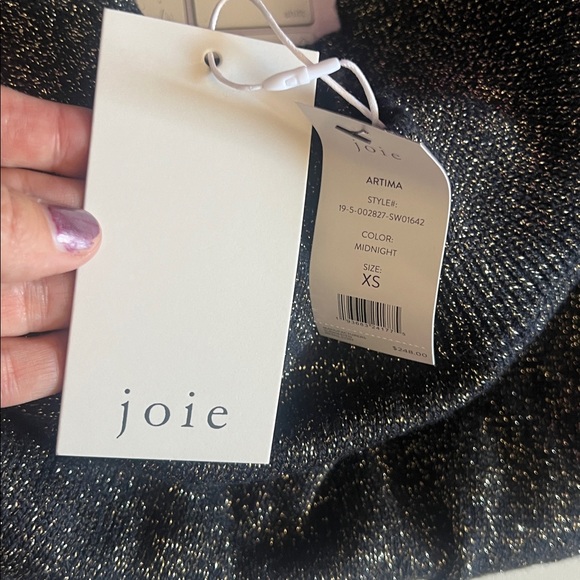 joie
joie
ARTIMA
STYLE#:
19-5-002827-SW01642
COLOR:
MIDNIGHT
SIZE:
XS
$248.00